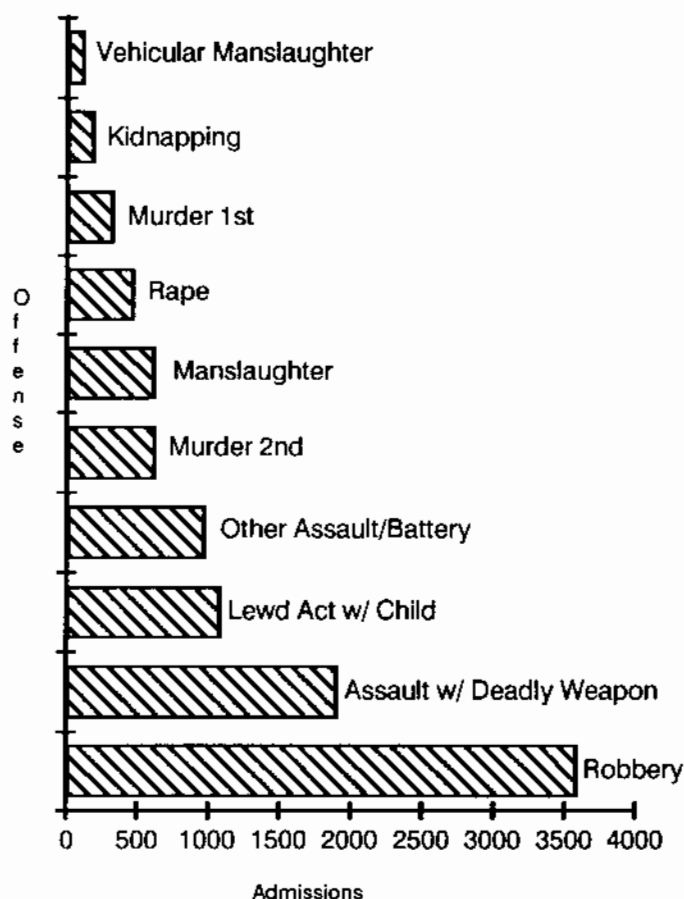 Vehicular Manslaughter
Kidnapping
Murder 1st
Rape
Offense
Manslaughter
Murder 2nd
Other Assault/Battery
Lewd Act w/ Child
Assault w/ Deadly Weapon
Robbery
0 500 1000 1500 2000 2500 3000 3500 4000
Admissions